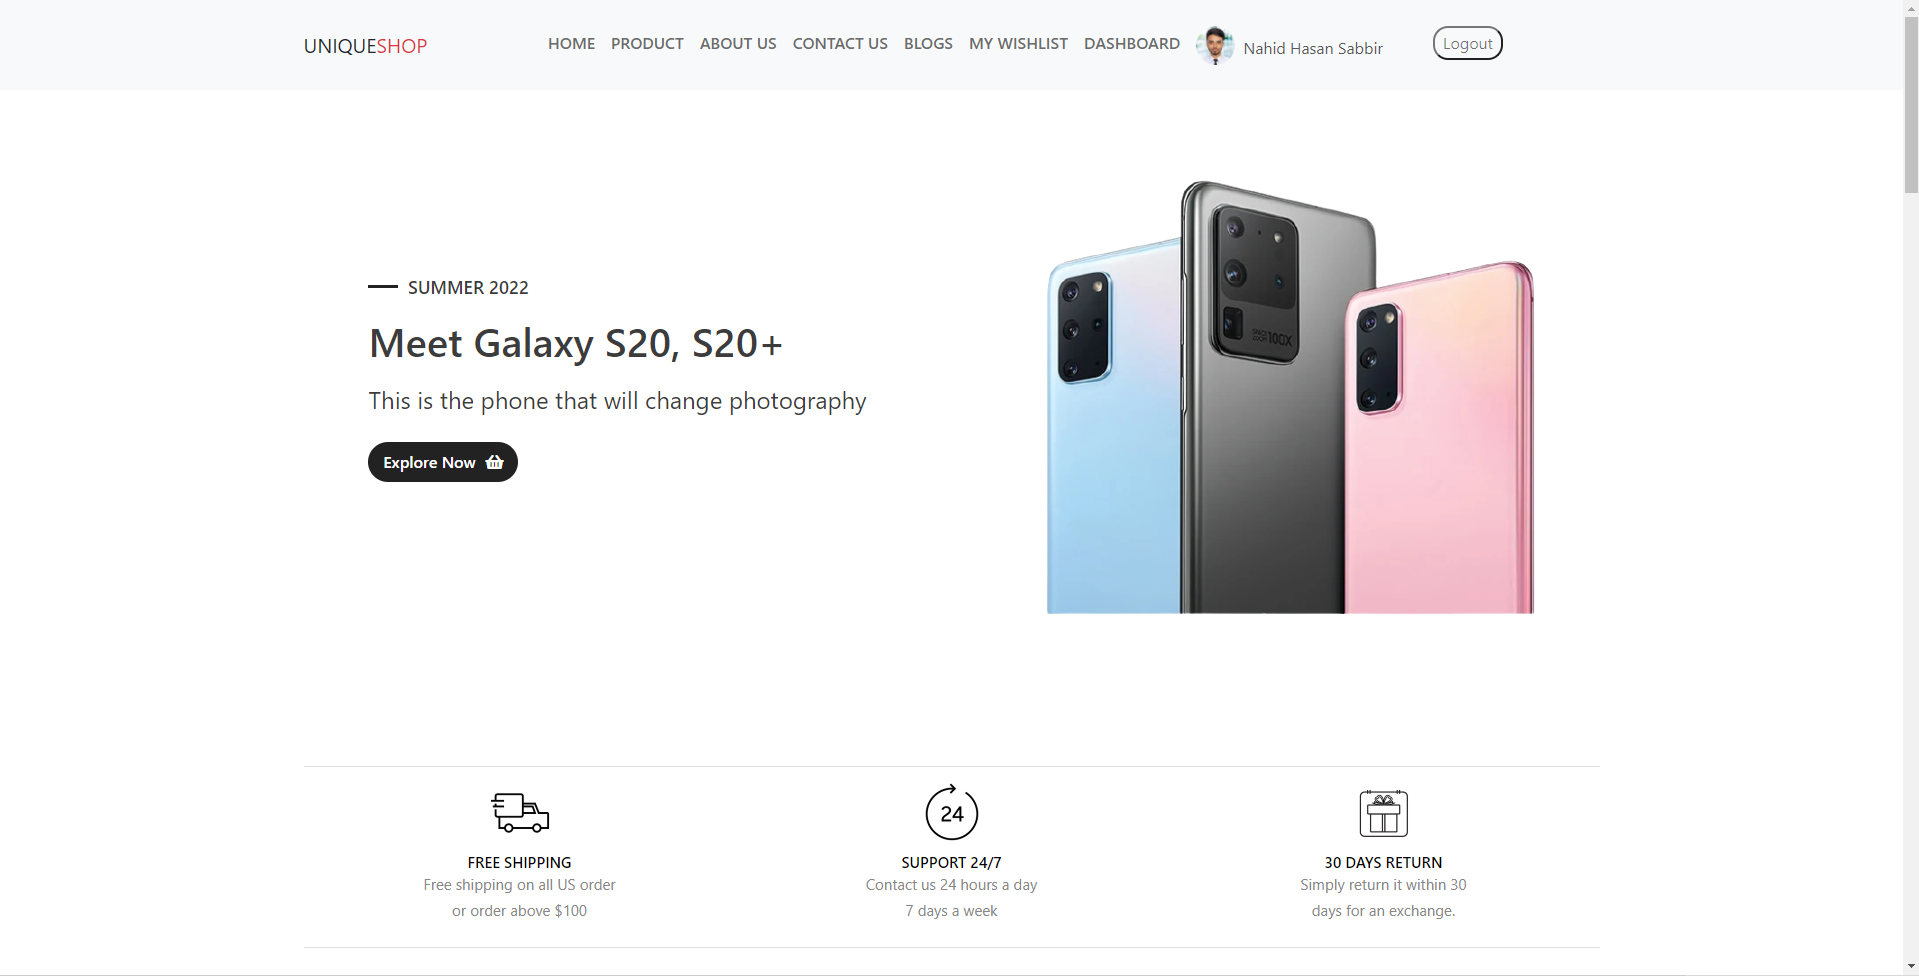 UNIQUESHOP
HOME PRODUCT ABOUT US CONTACT US BLOGS MY WISHLIST DASHBOARD Nahid Hasan Sabbir Logout
SUMMER 2022
Meet Galaxy S20, S20+
This is the phone that will change photography
Explore Now
SPACE ZOOM 100X
24
FREE SHIPPING
Free shipping on all US order
or order above $100
SUPPORT 24/7
Contact us 24 hours a day
7 days a week
30 DAYS RETURN
Simply return it within 30
days for an exchange.